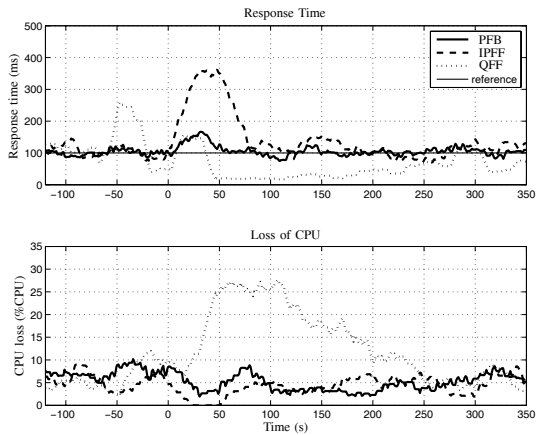 Response Time
500
400
300
200
100
0
Response time (ms)
PFB
IPFF
QFF
reference
−100 −50 0 50 100 150 200 250 300 350
Loss of CPU
35
30
25
20
15
10
5
0
CPU loss (%CPU)
−100 −50 0 50 100 150 200 250 300 350
Time (s)